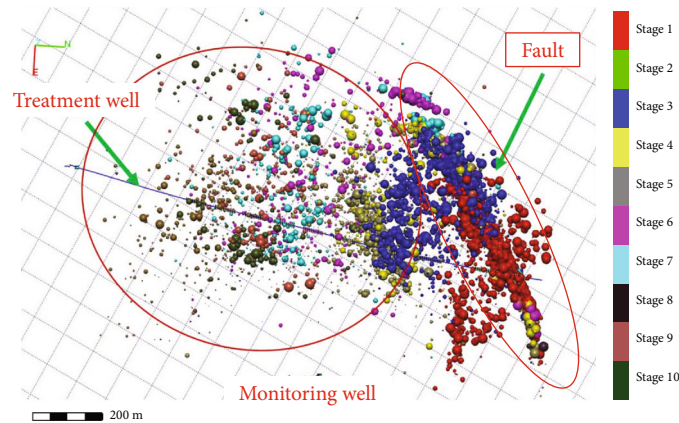 N
E
Treatment well
Fault
Monitoring well
200 m
Stage 1
Stage 2
Stage 3
Stage 4
Stage 5
Stage 6
Stage 7
Stage 8
Stage 9
Stage 10